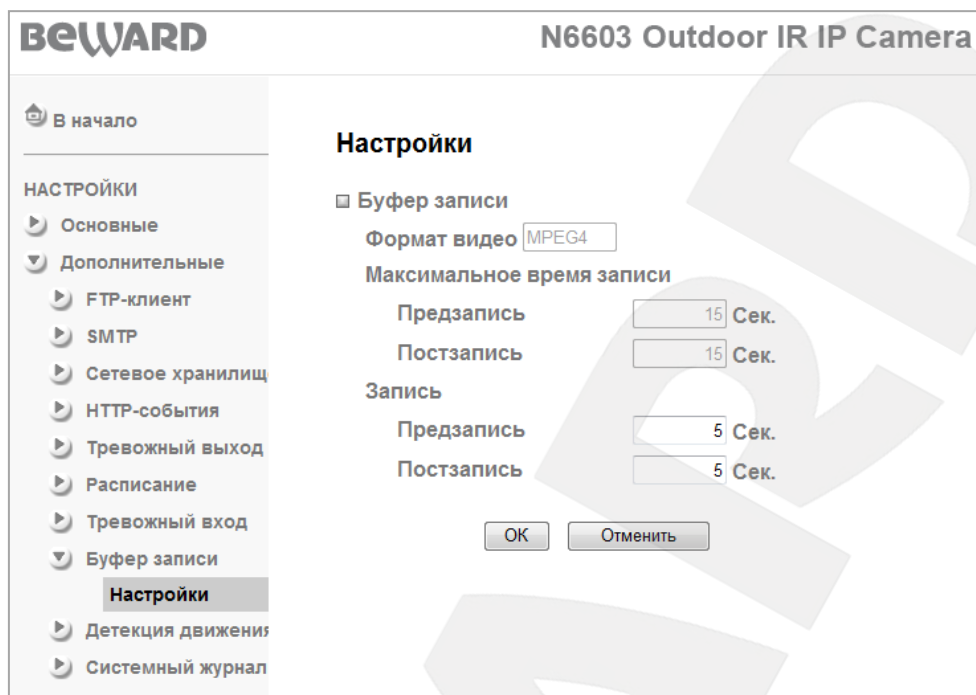 BEWARD
N6603 Outdoor IR IP Camera
В начало
НАСТРОЙКИ
Основные
Дополнительные
FTP-клиент
SMTP
Сетевое хранилищ
HTTP-события
Тревожный выход
Расписание
Тревожный вход
Буфер записи
Настройки
Детекция движения
Системный журнал
Настройки
Буфер записи
Формат видео MPEG4
Максимальное время записи
Предзапись 15 Сек.
Постзапись 15 Сек.
Запись
Предзапись 5 Сек.
Постзапись 5 Сек.
OK Отменить